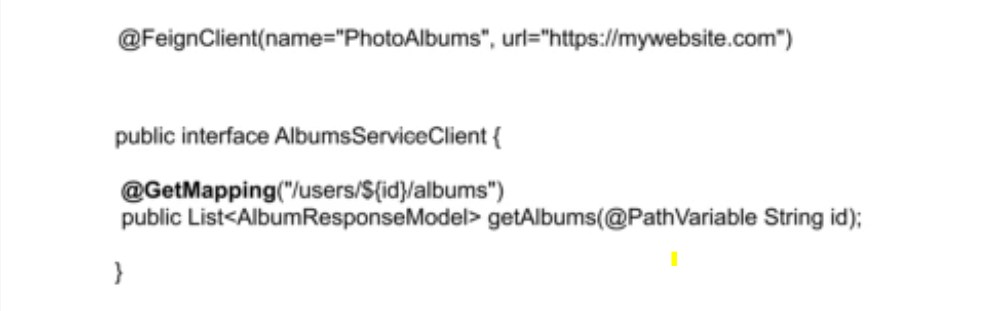 @FeignClient(name="PhotoAlbums", url="https://mywebsite.com")
public interface AlbumsServiceClient {
@GetMapping("/users/${id}/albums")
public List<AlbumResponseModel> getAlbums(@PathVariable String id);
}